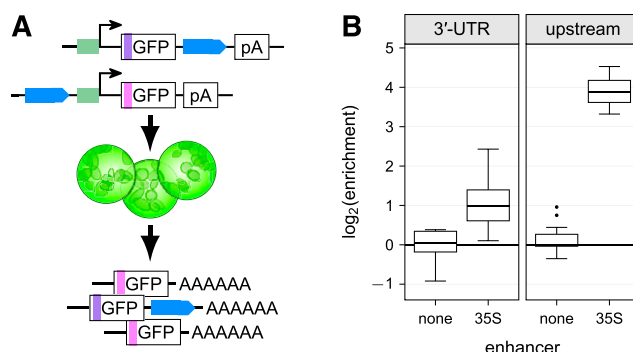 A
GFP
pA
GFP
pA
GFP AAAAAA
GFP AAAAAA
GFP AAAAAA
B
3′-UTR upstream
log2(enrichment)
5
4
3
2
1
0
−1
none 35S none 35S
enhancer